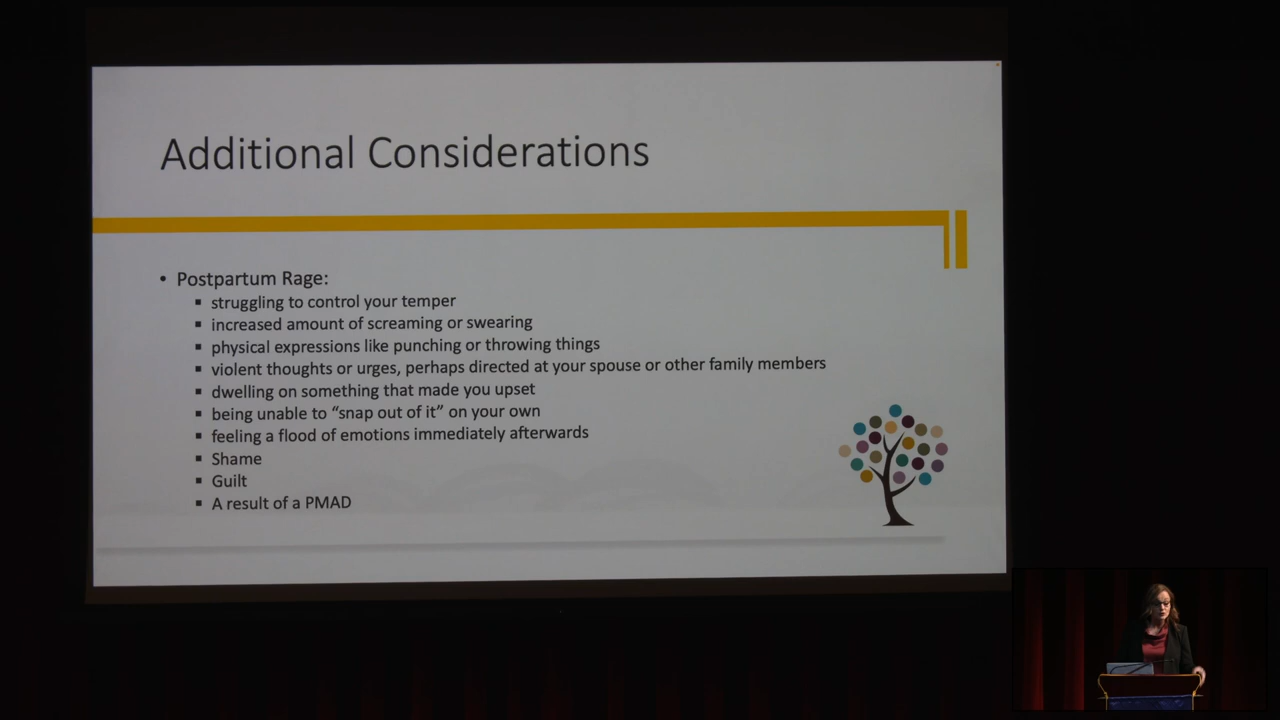 Additional Considerations
• Postpartum Rage:
▪ struggling to control your temper
▪ increased amount of screaming or swearing
▪ physical expressions like punching or throwing things
▪ violent thoughts or urges, perhaps directed at your spouse or other family members
▪ dwelling on something that made you upset
▪ being unable to “snap out of it” on your own
▪ feeling a flood of emotions immediately afterwards
▪ Shame
▪ Guilt
▪ A result of a PMAD